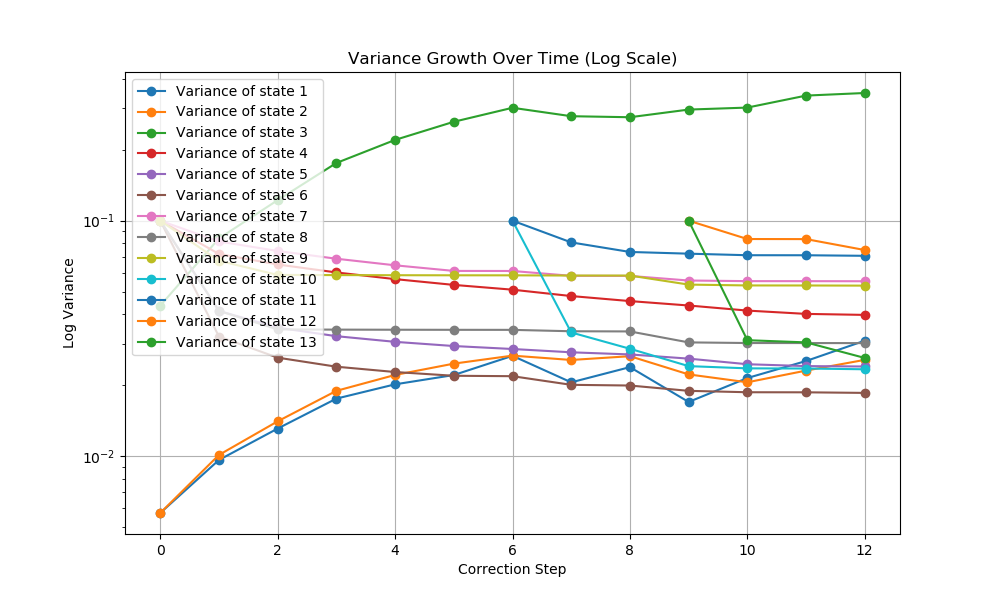 Variance Growth Over Time (Log Scale)
Variance of state 1
Variance of state 2
Variance of state 3
Variance of state 4
Variance of state 5
Variance of state 6
Variance of state 7
Variance of state 8
Variance of state 9
Variance of state 10
Variance of state 11
Variance of state 12
Variance of state 13
Log Variance
10⁻¹
10⁻²
0 2 4 6 8 10 12
Correction Step